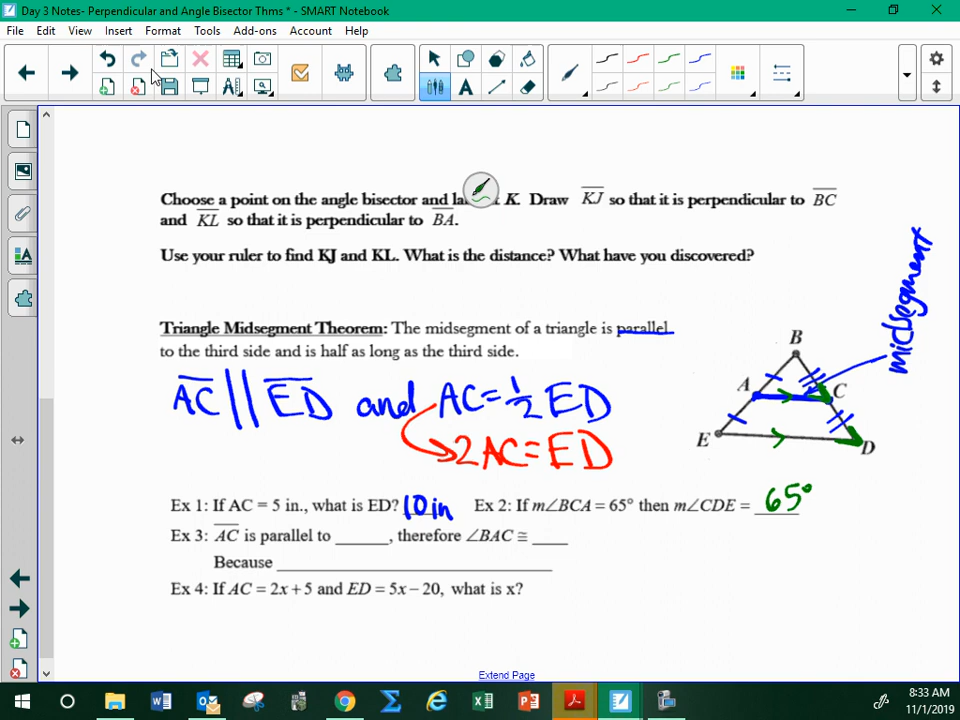 Day 3 Notes- Perpendicular and Angle Bisector Thms * - SMART Notebook
File Edit View Insert Format Tools Add-ons Account Help
Choose a point on the angle bisector and la K. Draw KJ so that it is perpendicular to BC
and KL so that it is perpendicular to BA.
Use your ruler to find KJ and KL. What is the distance? What have you discovered?
midsegment
Triangle Midsegment Theorem: The midsegment of a triangle is parallel
to the third side and is half as long as the third side.
B
A
C
E
D
AC || ED and AC = 1/2 ED
2AC = ED
Ex 1: If AC = 5 in., what is ED? 10 in Ex 2: If m∠BCA = 65° then m∠CDE = 65°
Ex 3: AC is parallel to ______, therefore ∠BAC ≅ ____
Because ______________________________
Ex 4: If AC = 2x + 5 and ED = 5x − 20, what is x?
Extend Page
8:33 AM
11/1/2019